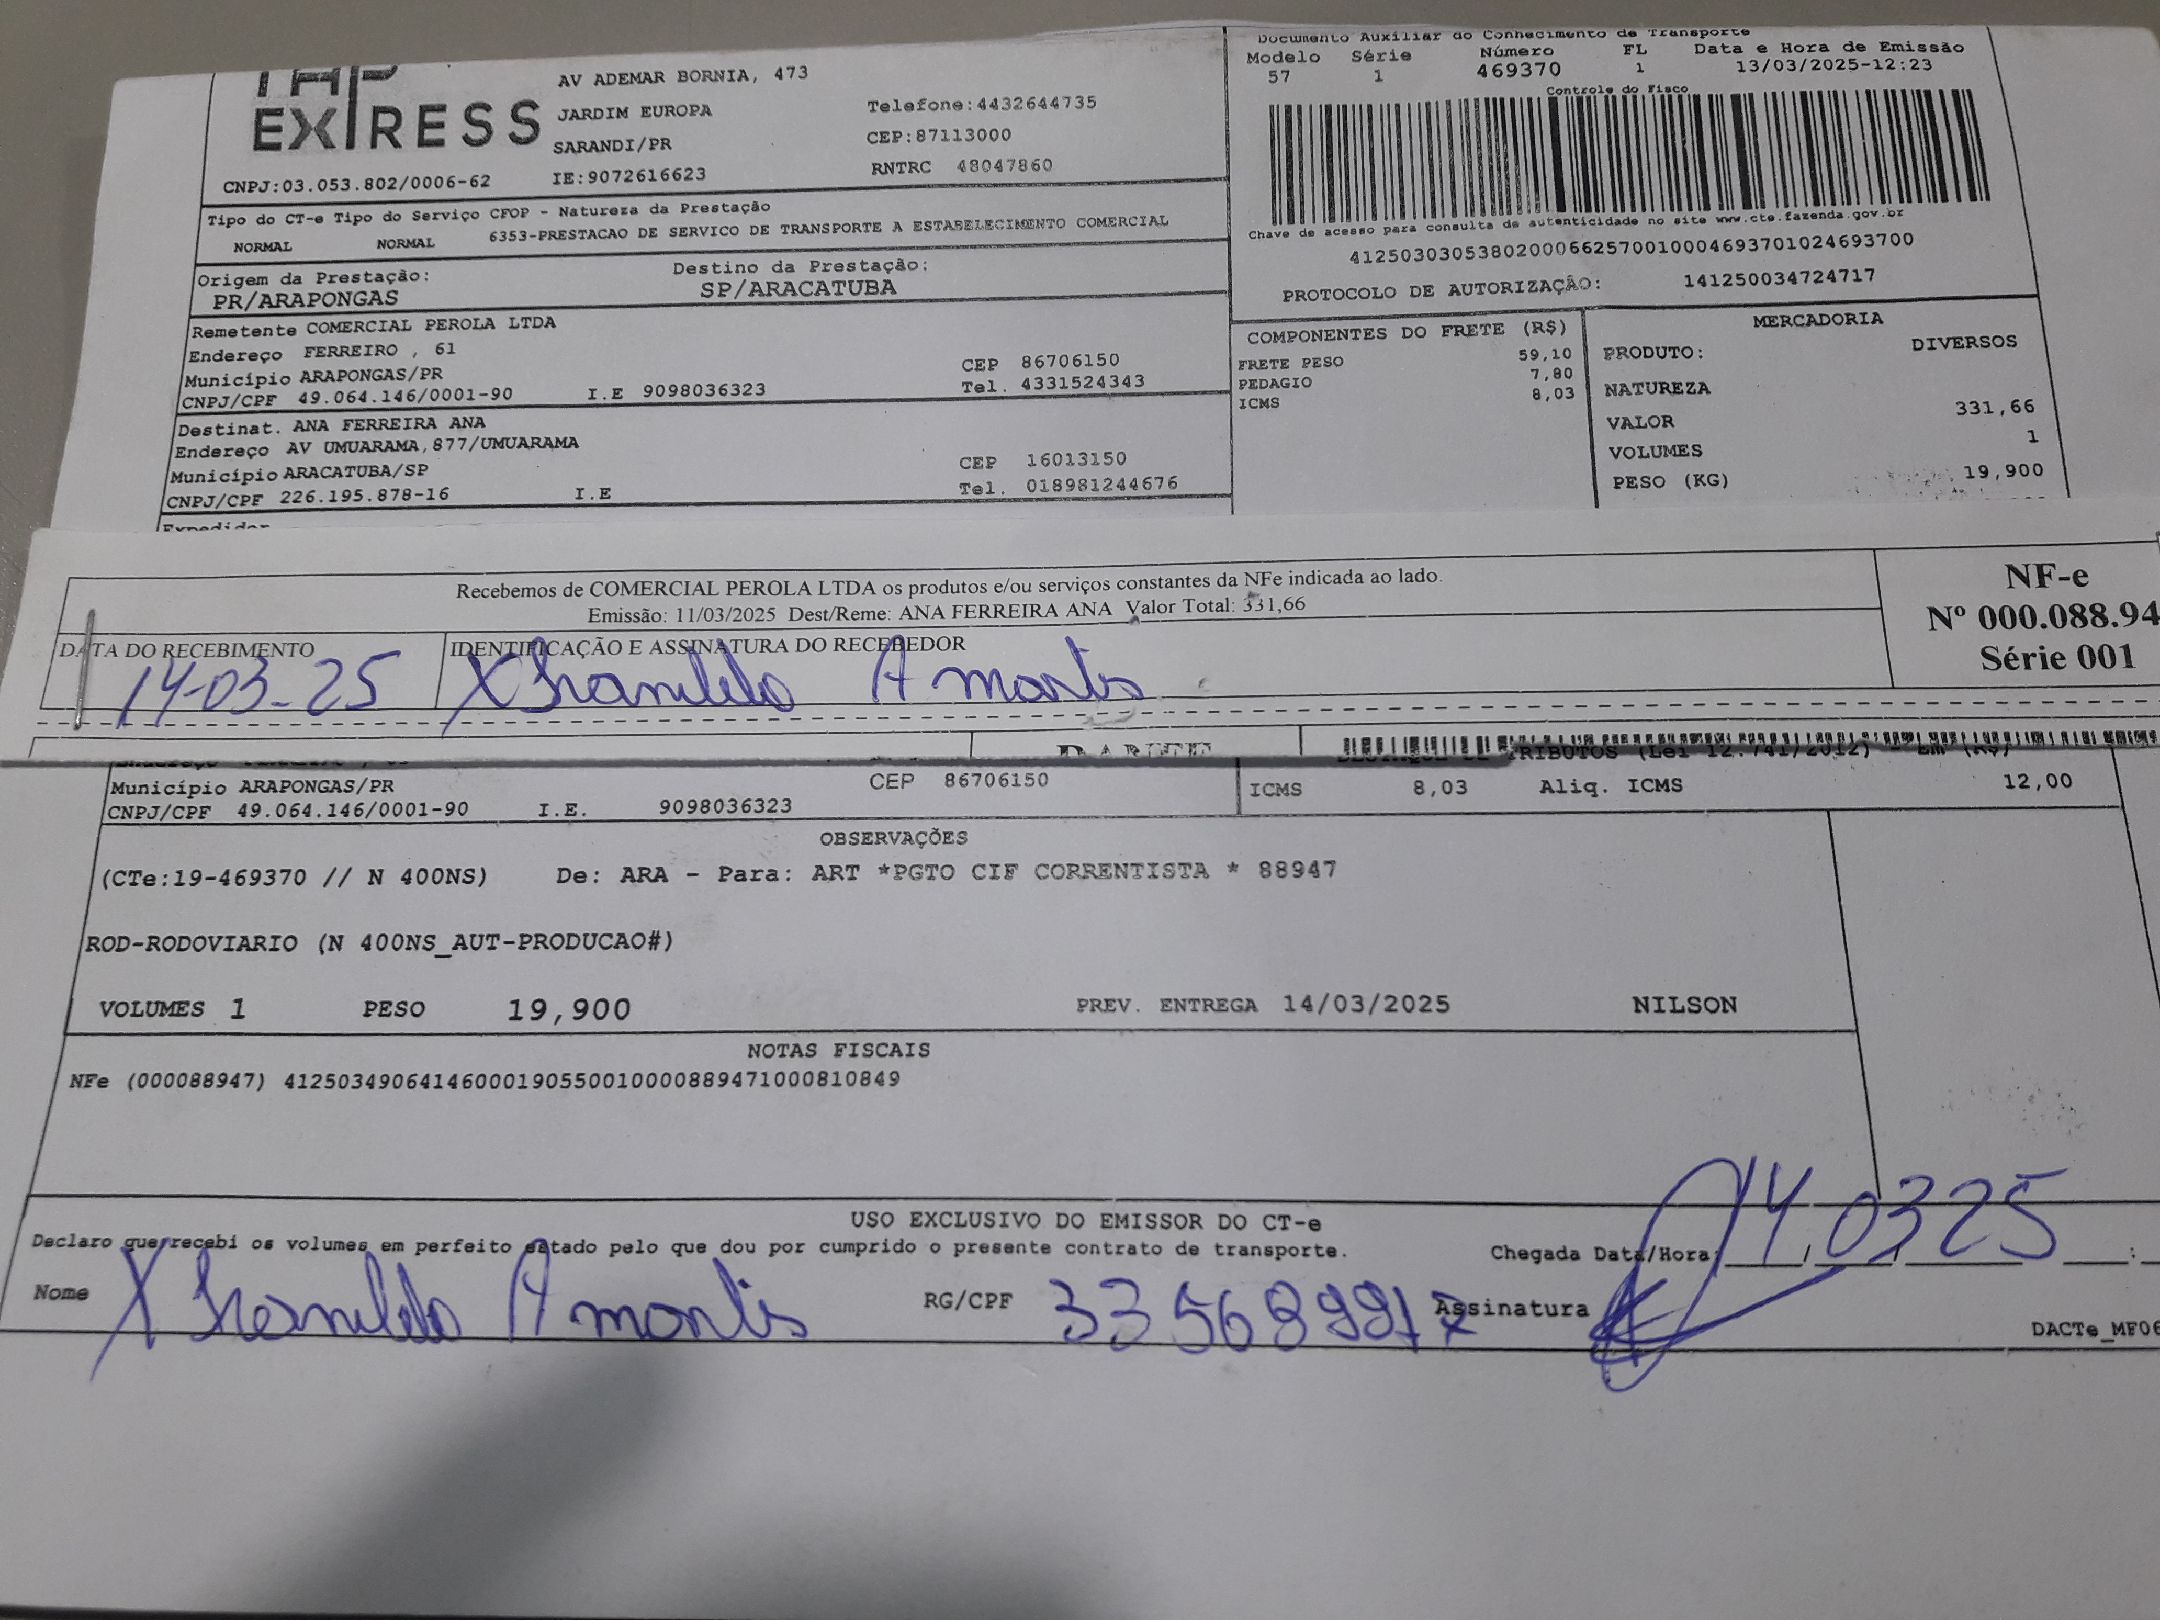 TAP
EXPRESS
AV ADEMAR BORNIA, 473
JARDIM EUROPA
SARANDI/PR
Telefone:4432644735
CEP:87113000
CNPJ:03.053.802/0006-62 IE:9072616623 RNTRC 48047860
Tipo do CT-e Tipo do Serviço CFOP - Natureza da Prestação
NORMAL NORMAL 6353-PRESTACAO DE SERVICO DE TRANSPORTE A ESTABELECIMENTO COMERCIAL
Origem da Prestação: Destino da Prestação:
PR/ARAPONGAS SP/ARACATUBA
Remetente COMERCIAL PEROLA LTDA
Endereço FERREIRO , 61
Município ARAPONGAS/PR CEP 86706150
CNPJ/CPF 49.064.146/0001-90 I.E 9098036323 Tel. 4331524343
Destinat. ANA FERREIRA ANA
Endereço AV UMUARAMA,877/UMUARAMA
Município ARACATUBA/SP CEP 16013150
CNPJ/CPF 226.195.878-16 I.E Tel. 018981244676
Expedidor
Documento Auxiliar do Conhecimento de Transporte
Modelo Série Número FL Data e Hora de Emissão
57 1 469370 1 13/03/2025-12:23
Controle do Fisco
Chave de acesso para consulta de autenticidade no site www.cte.fazenda.gov.br
41250303053802000662570010004693701024693700
PROTOCOLO DE AUTORIZAÇÃO: 141250034724717
COMPONENTES DO FRETE (R$)
FRETE PESO 59,10
PEDAGIO 7,80
ICMS 8,03
MERCADORIA
PRODUTO: DIVERSOS
NATUREZA
VALOR 331,66
VOLUMES 1
PESO (KG) 19,900
Recebemos de COMERCIAL PEROLA LTDA os produtos e/ou serviços constantes da NFe indicada ao lado.
Emissão: 11/03/2025 Dest/Reme: ANA FERREIRA ANA Valor Total: 331,66
DATA DO RECEBIMENTO IDENTIFICAÇÃO E ASSINATURA DO RECEBEDOR
14-03-25
NF-e
Nº 000.088.94
Série 001
TRIBUTOS (Lei 12.741/2012) - Em (R$)
Município ARAPONGAS/PR CEP 86706150
CNPJ/CPF 49.064.146/0001-90 I.E. 9098036323
ICMS 8,03 Aliq. ICMS 12,00
OBSERVAÇÕES
(CTe:19-469370 // N 400NS) De: ARA - Para: ART *PGTO CIF CORRENTISTA * 88947
ROD-RODOVIARIO (N 400NS_AUT-PRODUCAO#)
VOLUMES 1 PESO 19,900 PREV. ENTREGA 14/03/2025 NILSON
NOTAS FISCAIS
NFe (000088947) 41250349064146000190550010000889471000810849
USO EXCLUSIVO DO EMISSOR DO CT-e
Declaro que recebi os volumes em perfeito estado pelo que dou por cumprido o presente contrato de transporte.
Chegada Data/Hora: 14/03/25 :
Nome RG/CPF Assinatura
DACTe_MF06